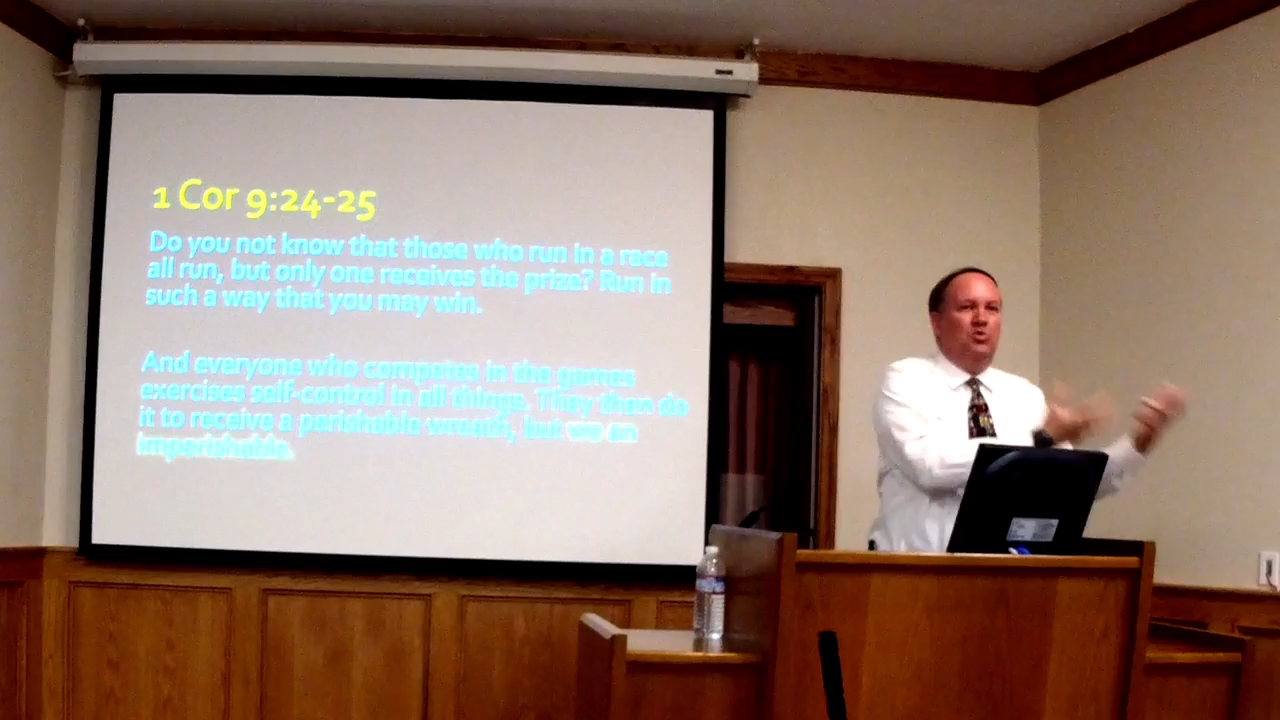 1 Cor 9:24-25
Do you not know that those who run in a race
all run, but only one receives the prize? Run in
such a way that you may win.
And everyone who competes in the games
exercises self-control in all things. They then do
it to receive a perishable wreath, but we an
imperishable.